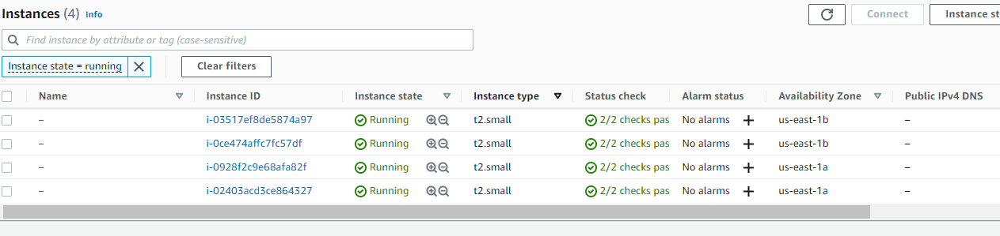 Instances (4) Info
Connect
Instance st
Find instance by attribute or tag (case-sensitive)
Instance state = running
Clear filters
Name Instance ID Instance state Instance type Status check Alarm status Availability Zone Public IPv4 DNS
– i-03517ef8de5874a97 Running t2.small 2/2 checks pas No alarms + us-east-1b –
– i-0ce474affc7fc57df Running t2.small 2/2 checks pas No alarms + us-east-1b –
– i-0928f2c9e68afa82f Running t2.small 2/2 checks pas No alarms + us-east-1a –
– i-02403acd3ce864327 Running t2.small 2/2 checks pas No alarms + us-east-1a –